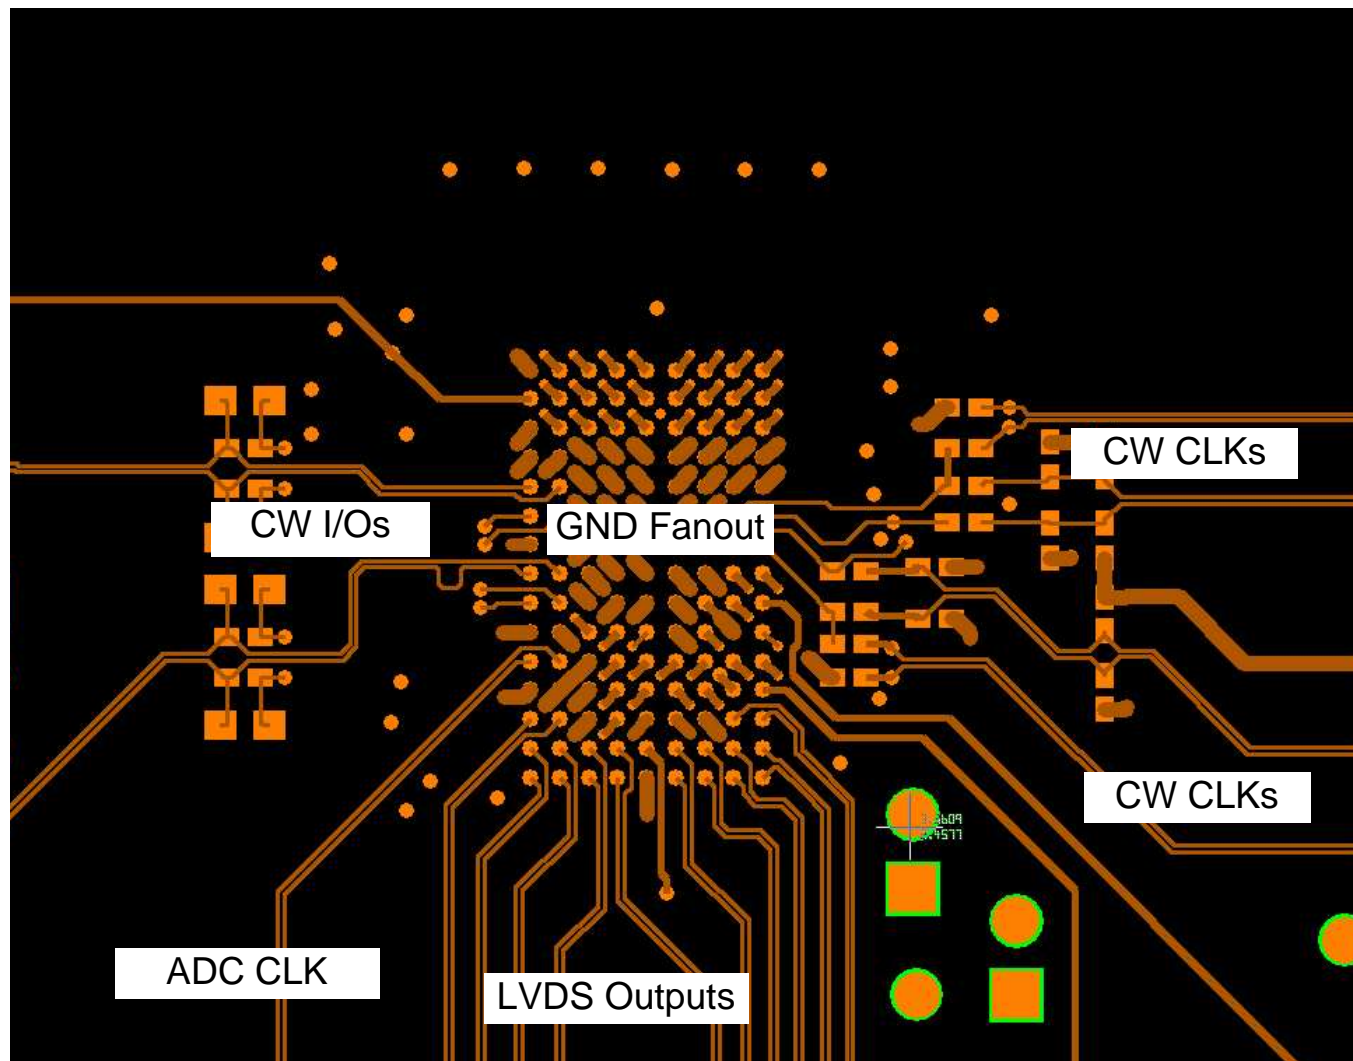 CW CLKs
CW I/Os
GND Fanout
CW CLKs
ADC CLK
LVDS Outputs